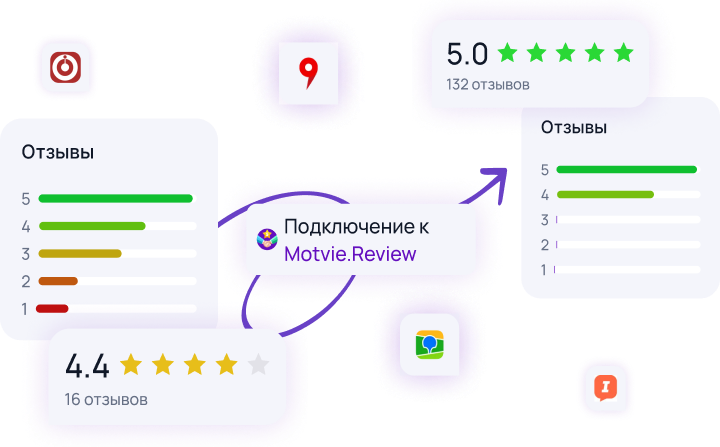 5.0
132 отзывов
Отзывы
5
4
3
2
1
Отзывы
5
4
3
2
1
Подключение к
Motvie.Review
4.4
16 отзывов
I